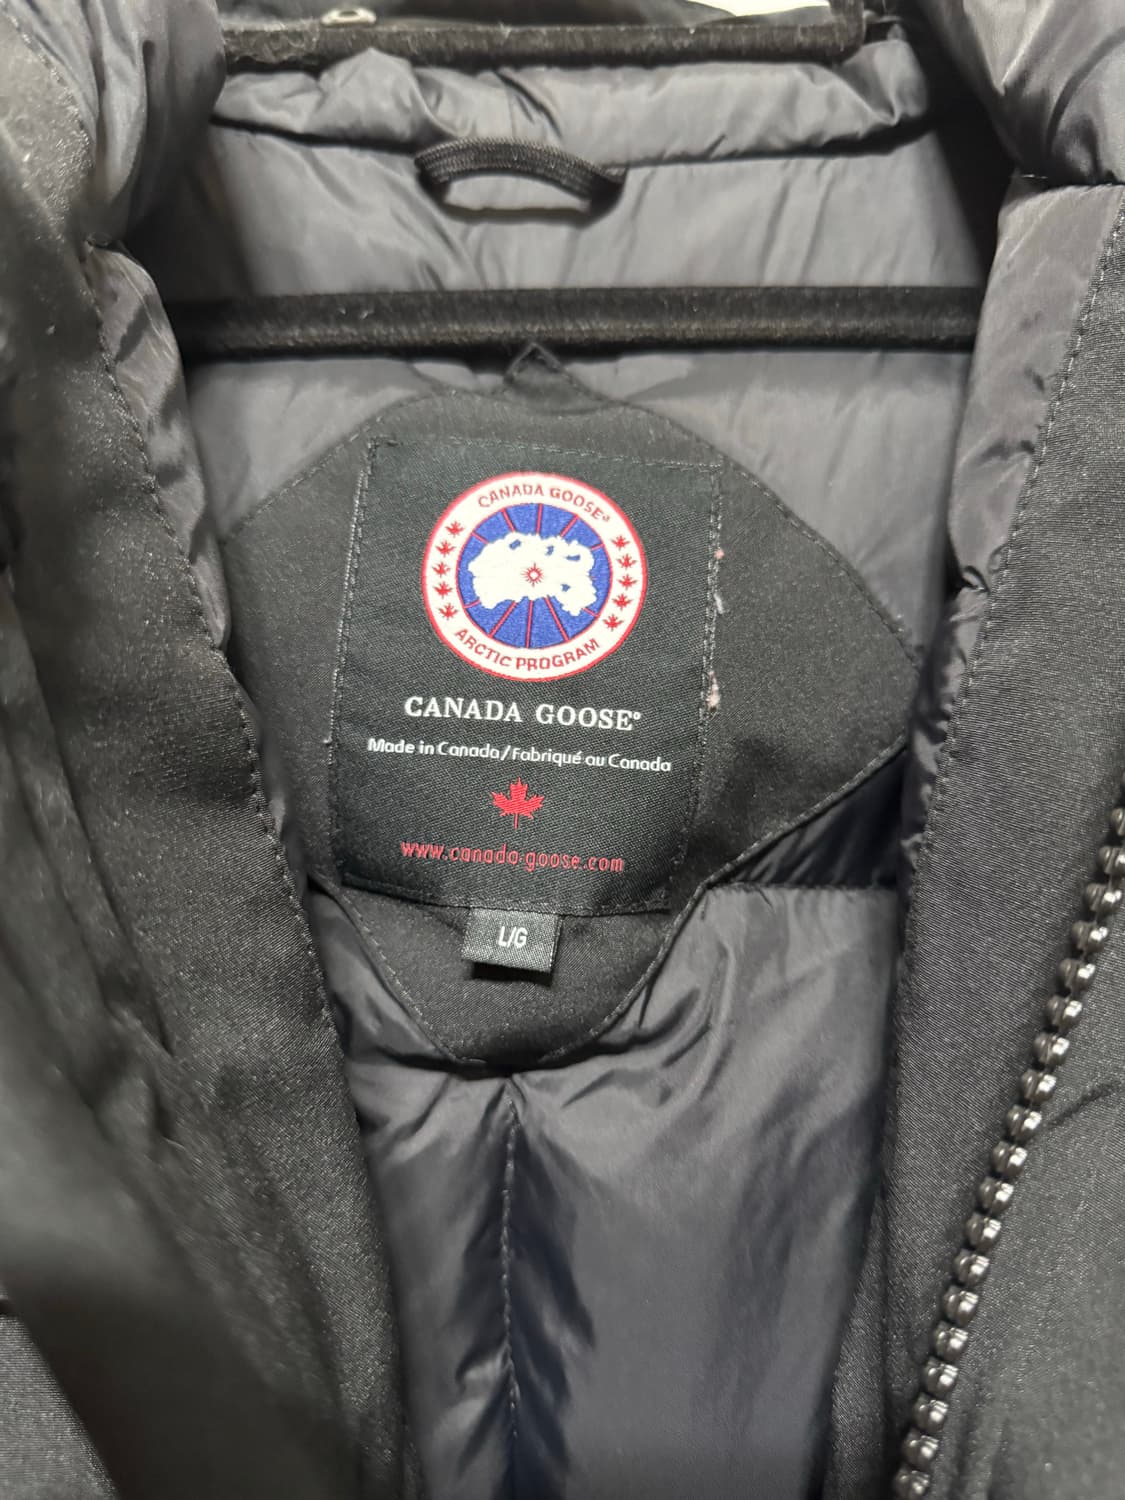 CANADA GOOSE®
ARCTIC PROGRAM
CANADA GOOSE®
Made in Canada/Fabriqué au Canada
www.canada-goose.com
L/G